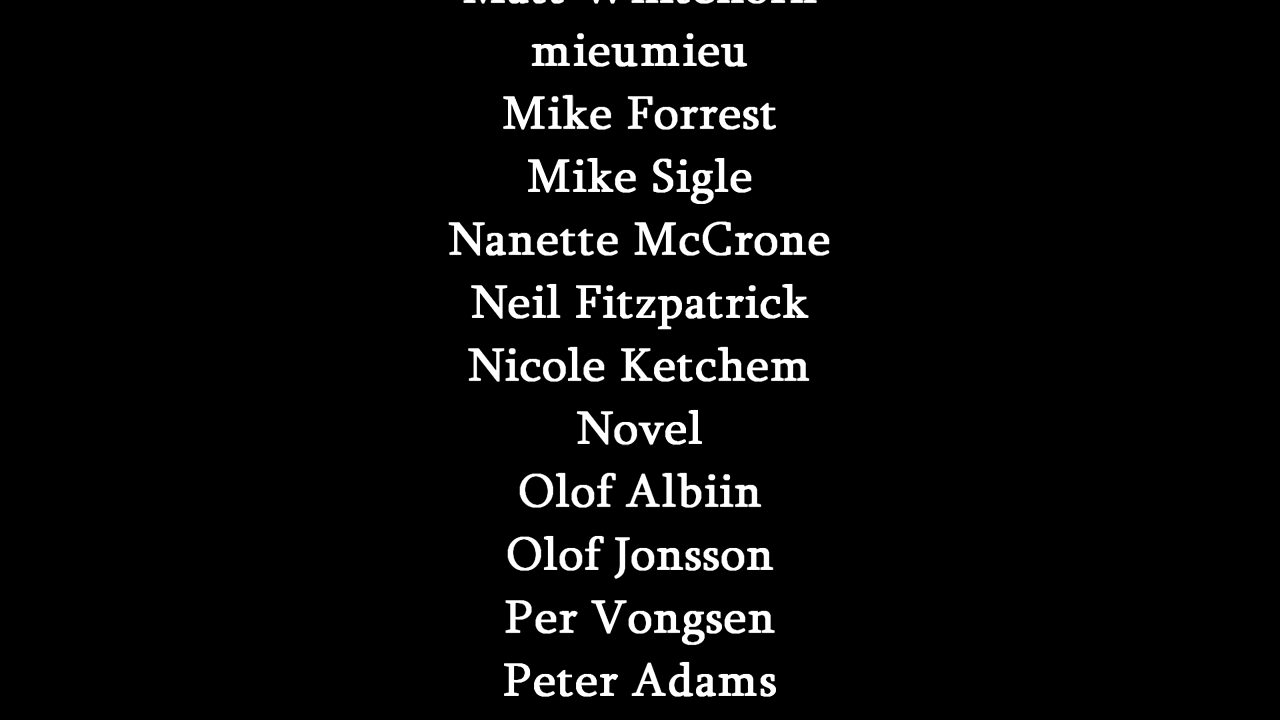 mieumieu
Mike Forrest
Mike Sigle
Nanette McCrone
Neil Fitzpatrick
Nicole Ketchem
Novel
Olof Albiin
Olof Jonsson
Per Vongsen
Peter Adams